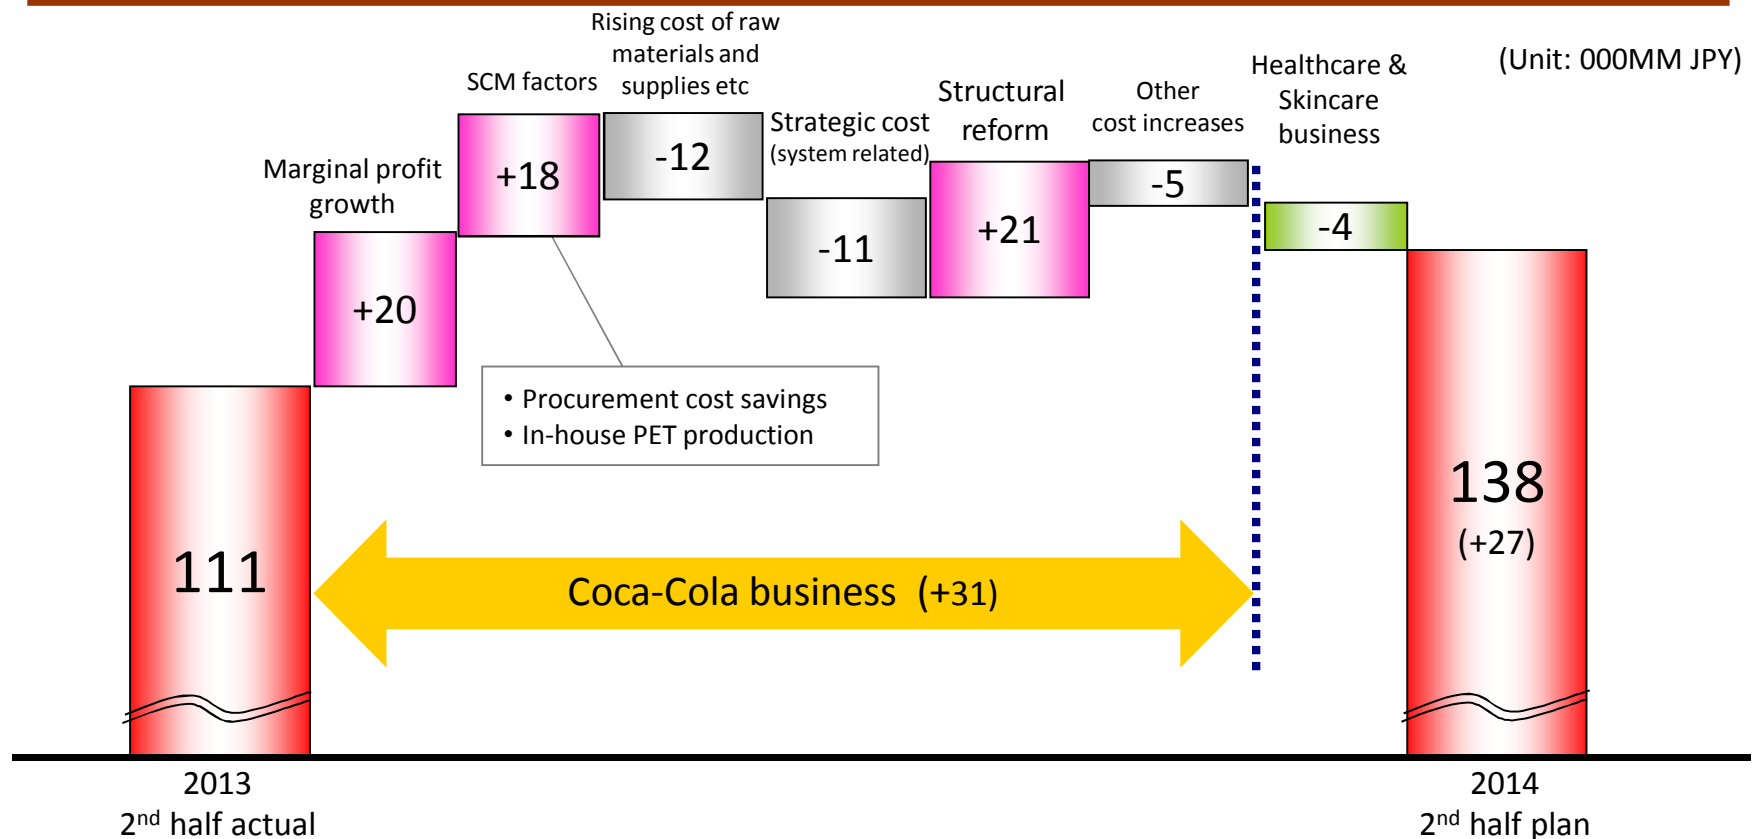 Rising cost of raw
materials and
supplies etc
(Unit: 000MM JPY)
Healthcare &
Skincare
business
SCM factors
Structural
reform
Other
cost increases
Strategic cost
(system related)
Marginal profit
growth
+20
+18
-12
-11
+21
-5
-4
• Procurement cost savings
• In-house PET production
111
Coca-Cola business (+31)
138
(+27)
2013
2nd half actual
2014
2nd half plan